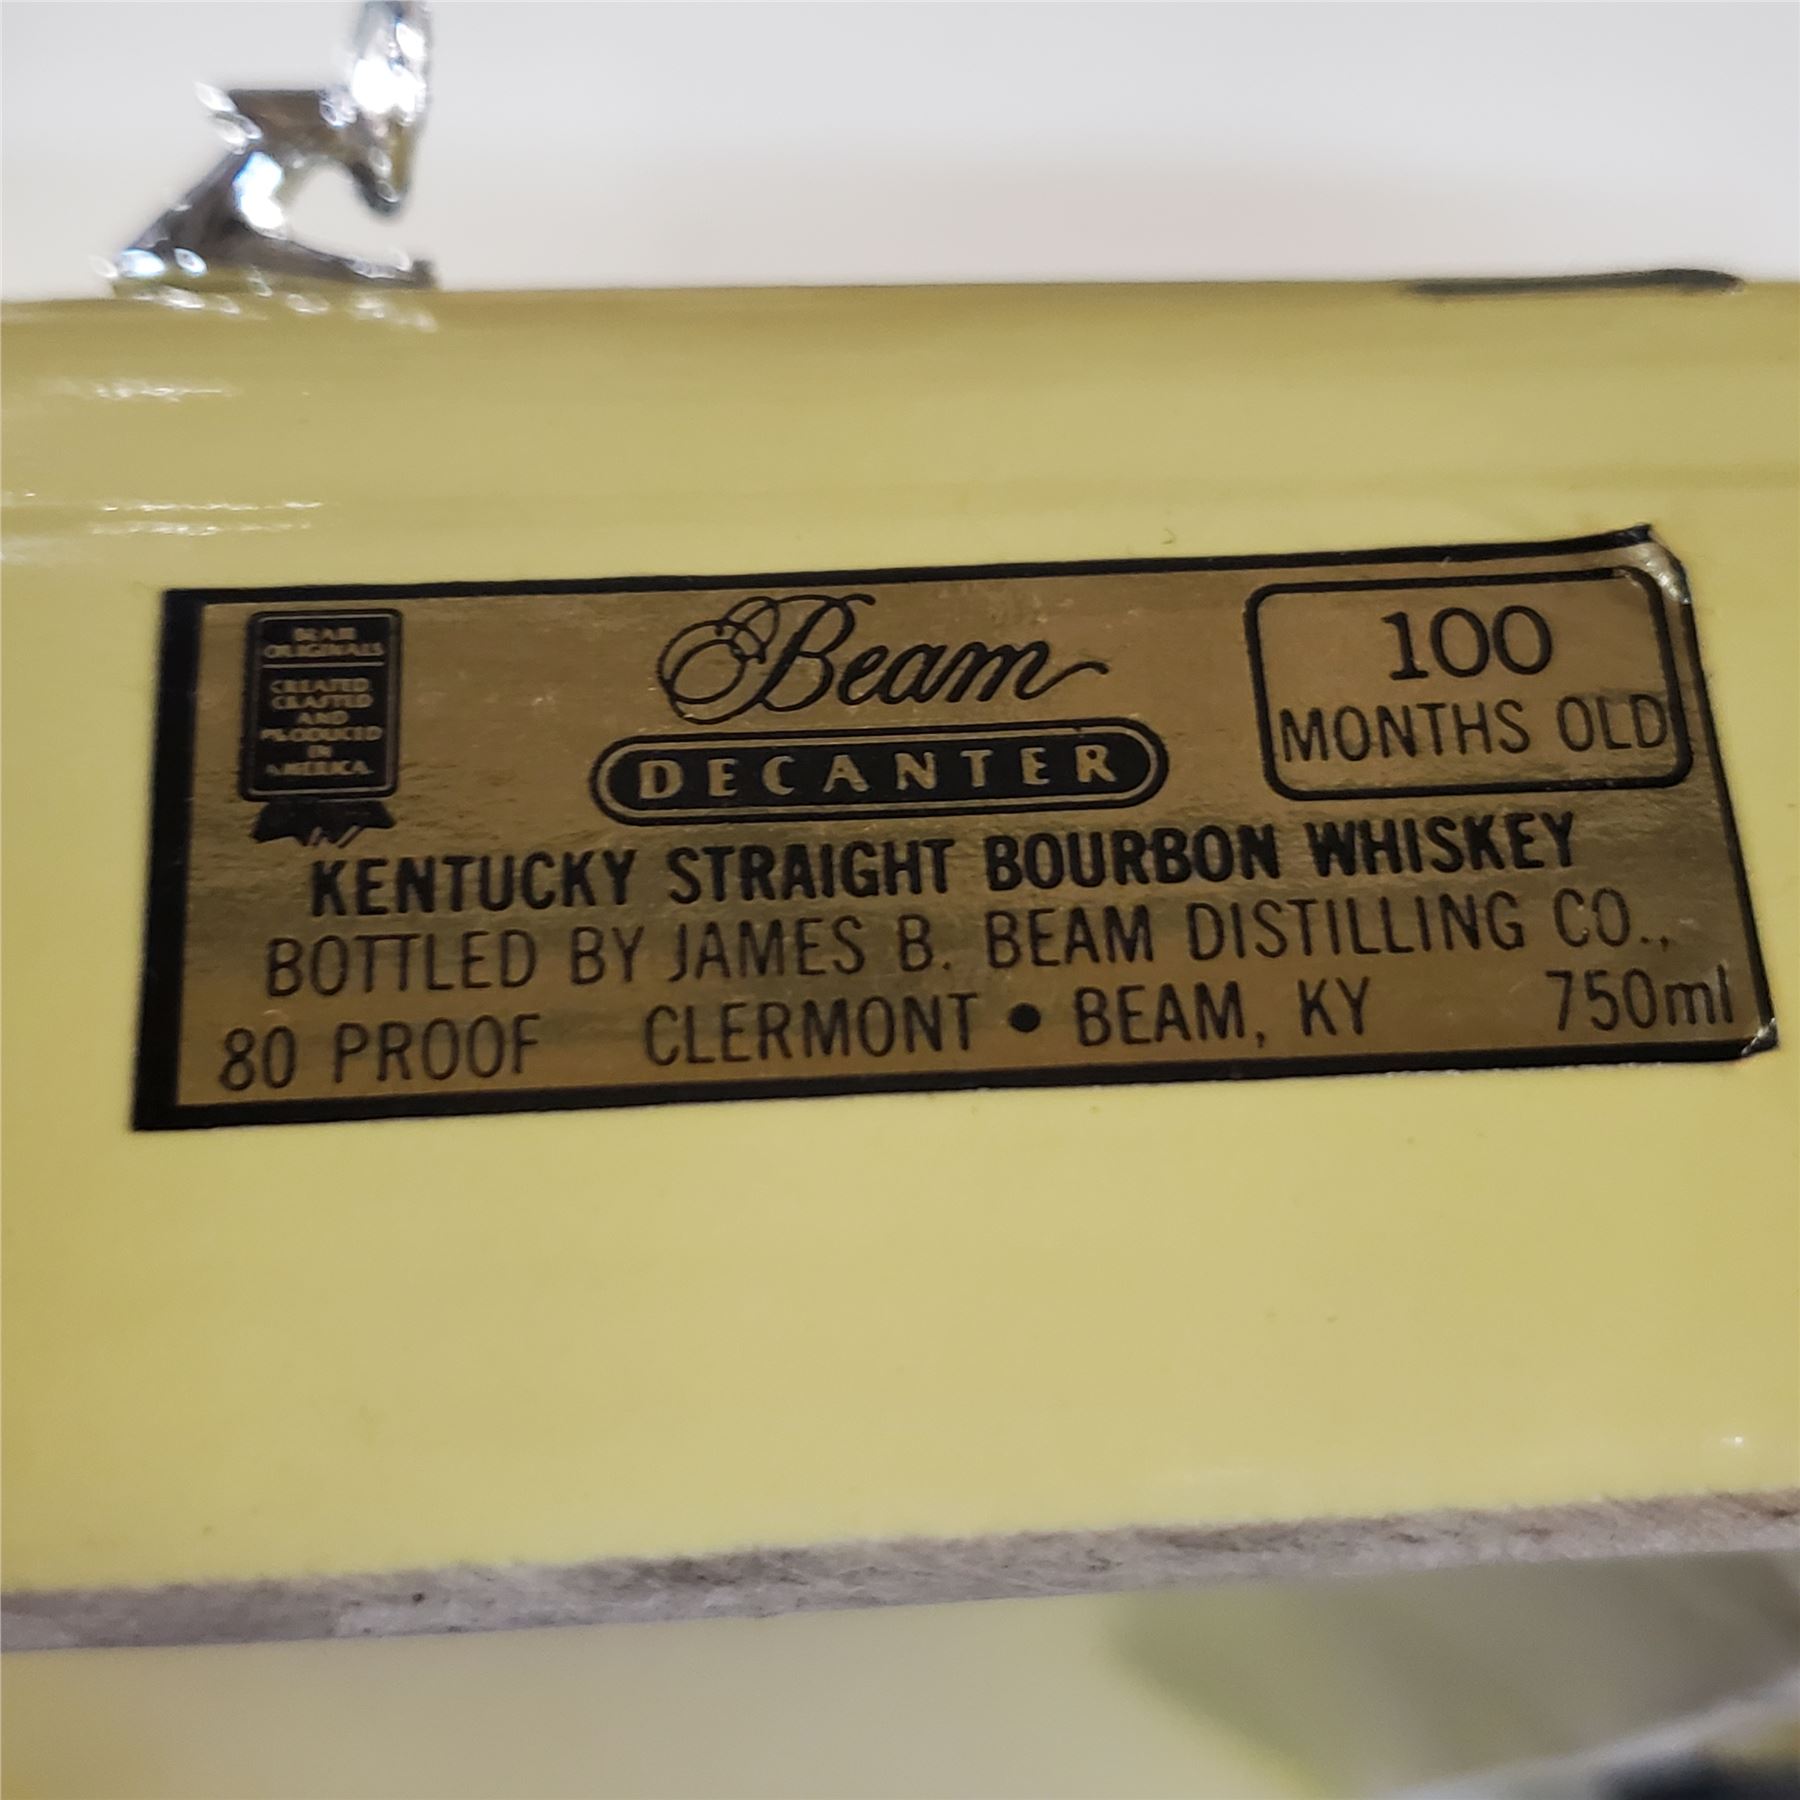 BEAM
ORIGINALS
CREATED
CRAFTED
AND
PRODUCED
IN
AMERICA
Beam
DECANTER
100
MONTHS OLD
KENTUCKY STRAIGHT BOURBON WHISKEY
BOTTLED BY JAMES B. BEAM DISTILLING CO.,
80 PROOF CLERMONT • BEAM, KY 750ml